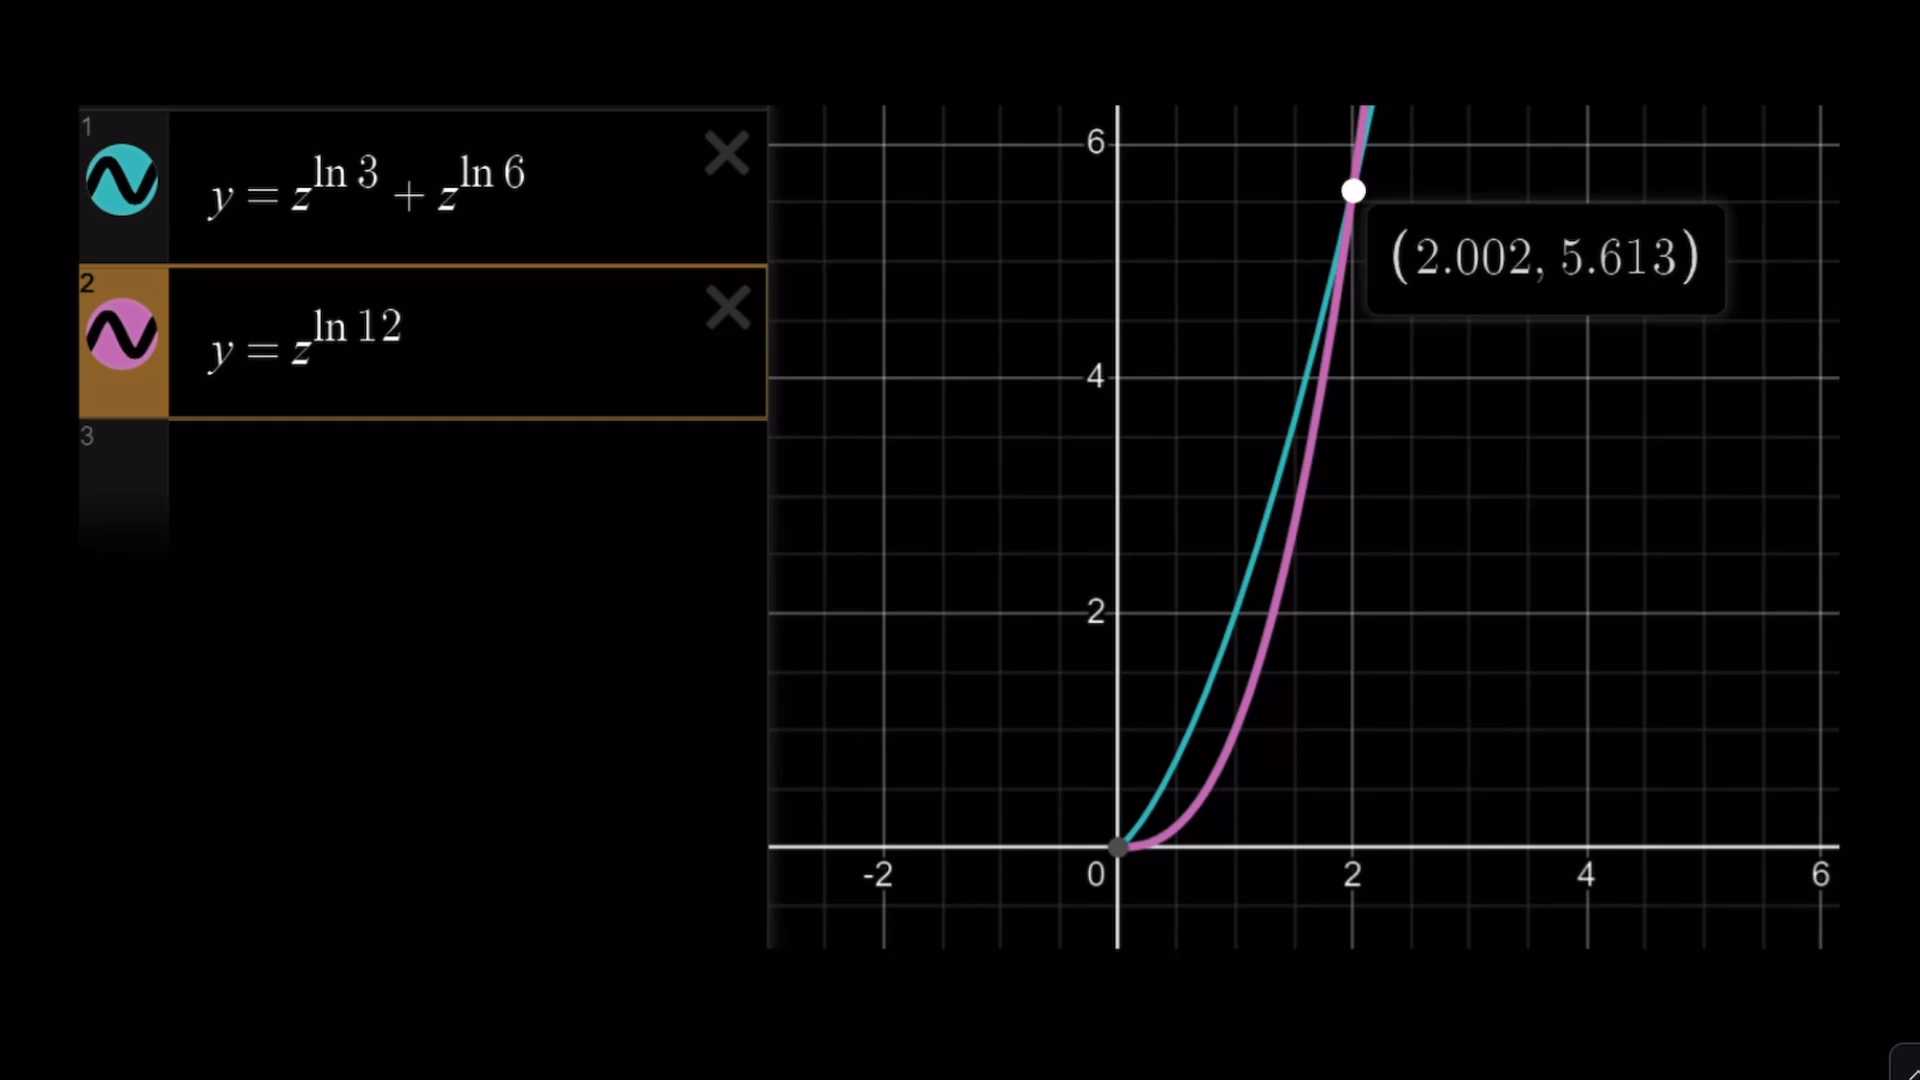 1
y = z^{ln 3} + z^{ln 6}
2
y = z^{ln 12}
3
6
4
2
(2.002, 5.613)
-2 0 2 4 6